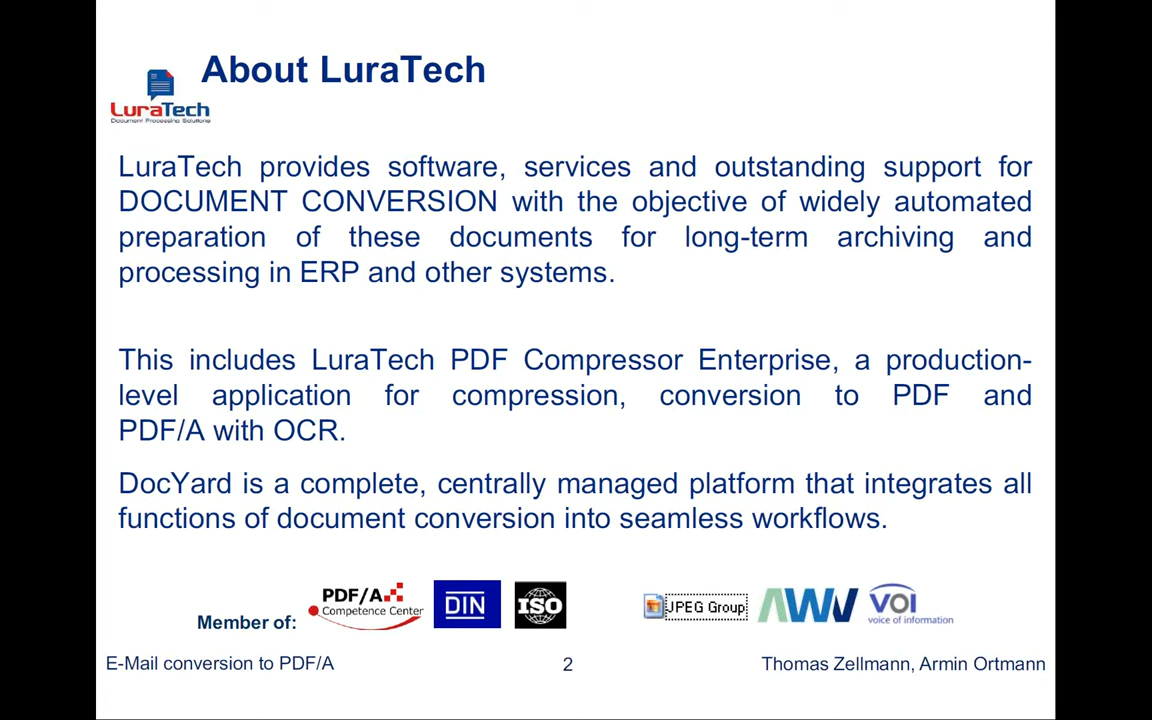 About LuraTech
LuraTech
Document Processing Solutions
LuraTech provides software, services and outstanding support for
DOCUMENT CONVERSION with the objective of widely automated
preparation of these documents for long-term archiving and
processing in ERP and other systems.
This includes LuraTech PDF Compressor Enterprise, a production-
level application for compression, conversion to PDF and
PDF/A with OCR.
DocYard is a complete, centrally managed platform that integrates all
functions of document conversion into seamless workflows.
Member of:
PDF/A
Competence Center
DIN
ISO
JPEG Group
AWV
VOI
voice of information
E-Mail conversion to PDF/A
2
Thomas Zellmann, Armin Ortmann